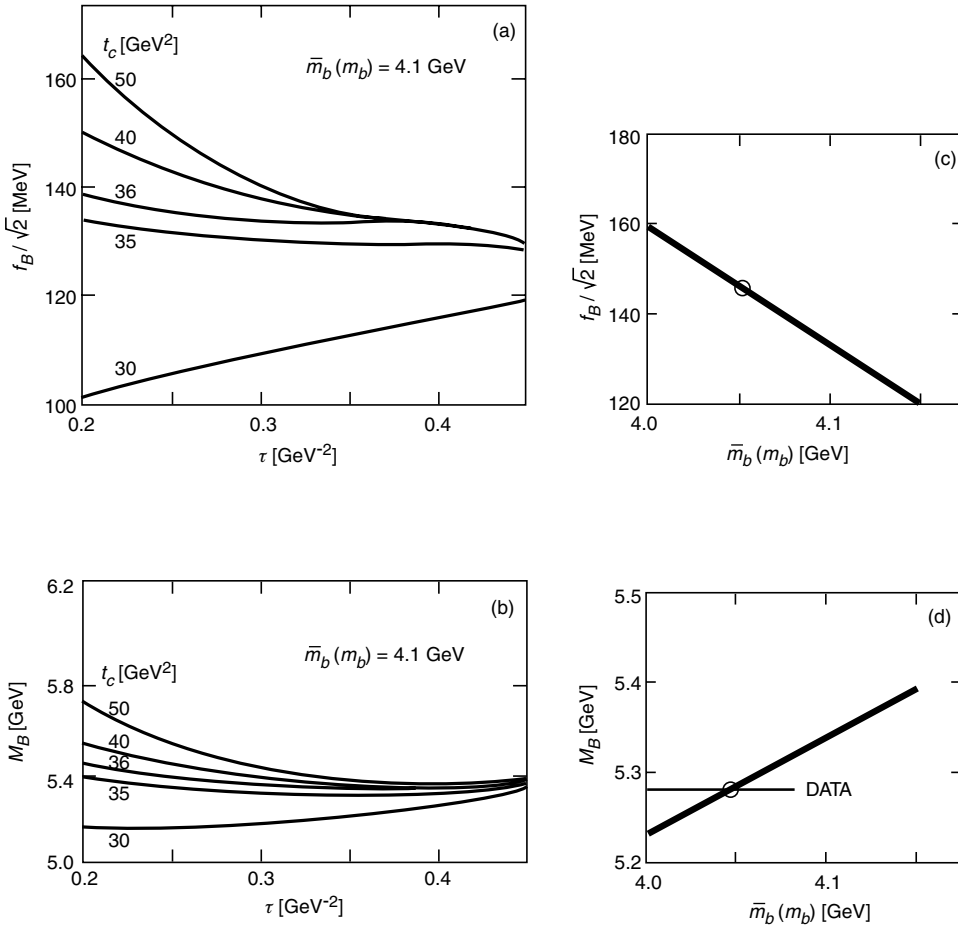 (a)
t_c [GeV²]
m̅_b (m_b) = 4.1 GeV
50
40
36
35
30
160
140
120
100
f_B / √2 [MeV]
0.2
0.3
0.4
τ [GeV⁻²]
(c)
180
160
140
120
f_B / √2 [MeV]
4.0
4.1
m̅_b (m_b) [GeV]
(b)
m̅_b (m_b) = 4.1 GeV
t_c [GeV²]
50
40
36
35
30
6.2
5.8
5.4
5.0
M_B [GeV]
0.2
0.3
0.4
τ [GeV⁻²]
(d)
5.5
5.4
5.3
5.2
M_B [GeV]
DATA
4.0
4.1
m̅_b (m_b) [GeV]